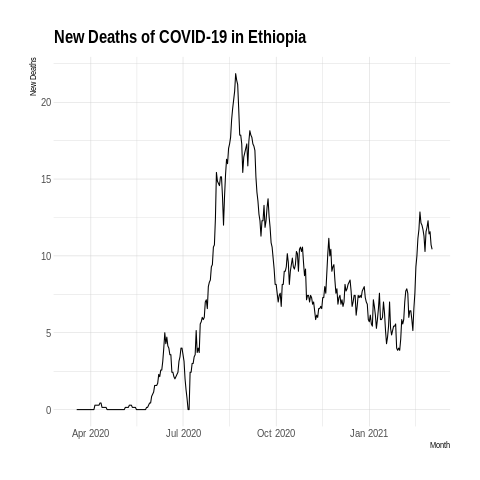 New Deaths of COVID-19 in Ethiopia
New Deaths
20
15
10
5
0
Apr 2020 Jul 2020 Oct 2020 Jan 2021
Month